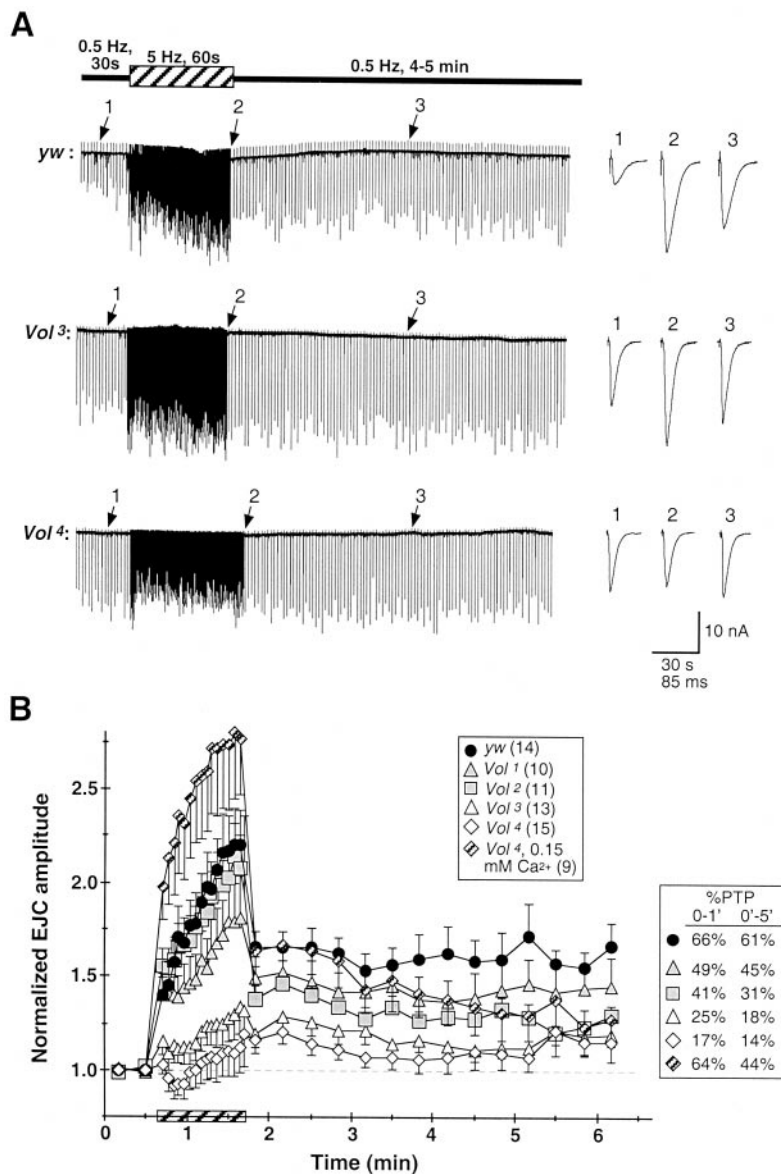 A
0.5 Hz,
30s
5 Hz, 60s
0.5 Hz, 4-5 min
1
2
3
yw :
1 2 3
1
2
3
Vol 3:
1 2 3
1
2
3
Vol 4:
1 2 3
10 nA
30 s
85 ms
B
Normalized EJC amplitude
2.5
2.0
1.5
1.0
yw (14)
Vol 1 (10)
Vol 2 (11)
Vol 3 (13)
Vol 4 (15)
Vol 4, 0.15
mM Ca2+ (9)
%PTP
0-1' 0'-5'
66% 61%
49% 45%
41% 31%
25% 18%
17% 14%
64% 44%
0 1 2 3 4 5 6
Time (min)